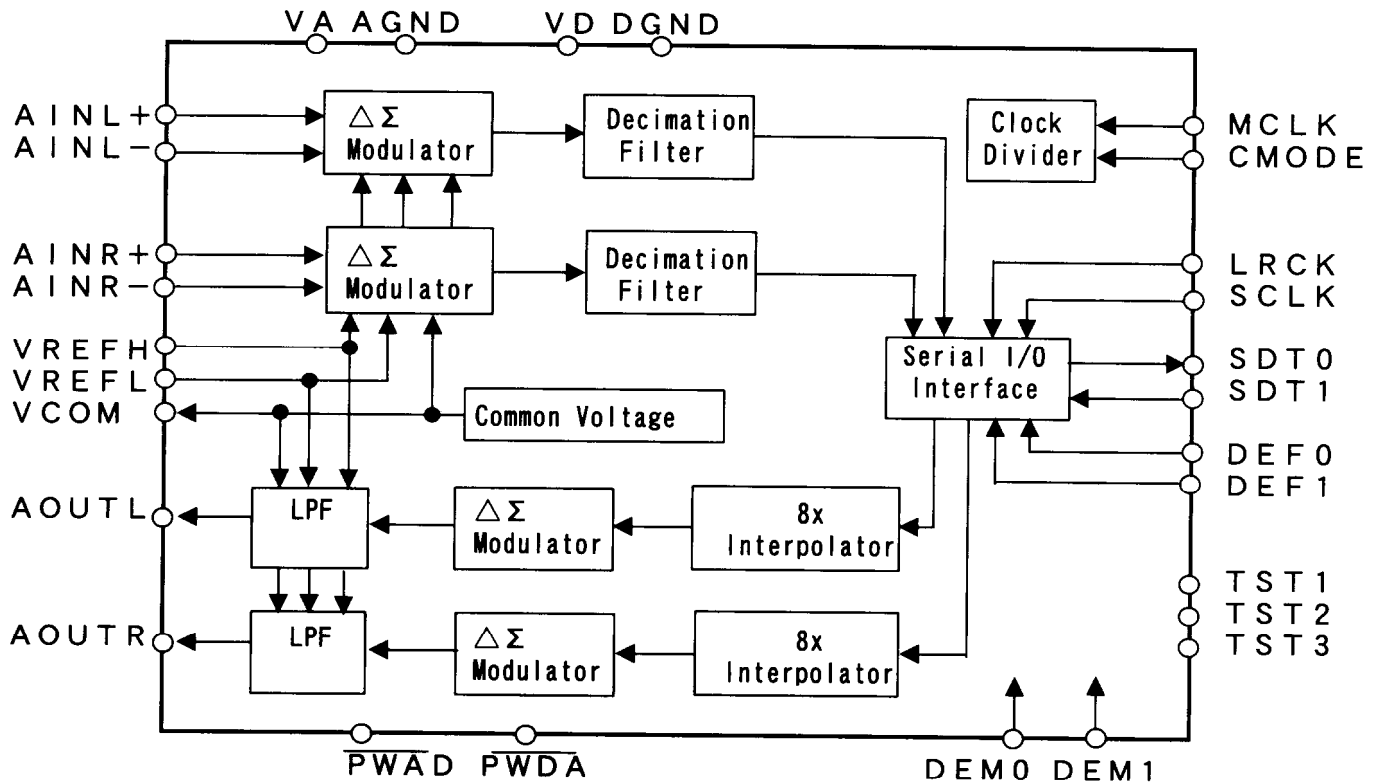 VA AGND VD DGND
AINL+
AINL-
ΔΣ
Modulator
Decimation
Filter
Clock
Divider
MCLK
CMODE
AINR+
AINR-
ΔΣ
Modulator
Decimation
Filter
LRCK
SCLK
VREFH
VREFL
VCOM
Common Voltage
Serial I/O
Interface
SDTO
SDT1
DEF0
DEF1
AOUTL
LPF
ΔΣ
Modulator
8x
Interpolator
TST1
TST2
TST3
AOUTR
LPF
ΔΣ
Modulator
8x
Interpolator
PWAD PWDA
DEM0 DEM1